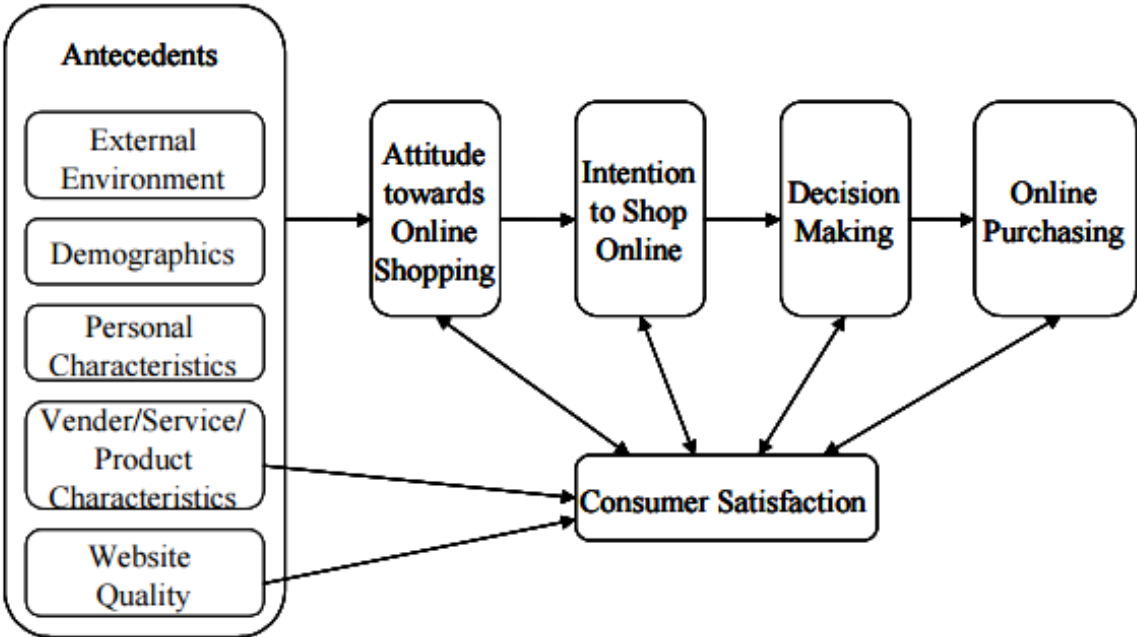 Antecedents
External
Environment
Demographics
Personal
Characteristics
Vender/Service/
Product
Characteristics
Website
Quality
Attitude
towards
Online
Shopping
Intention
to Shop
Online
Decision
Making
Online
Purchasing
Consumer Satisfaction